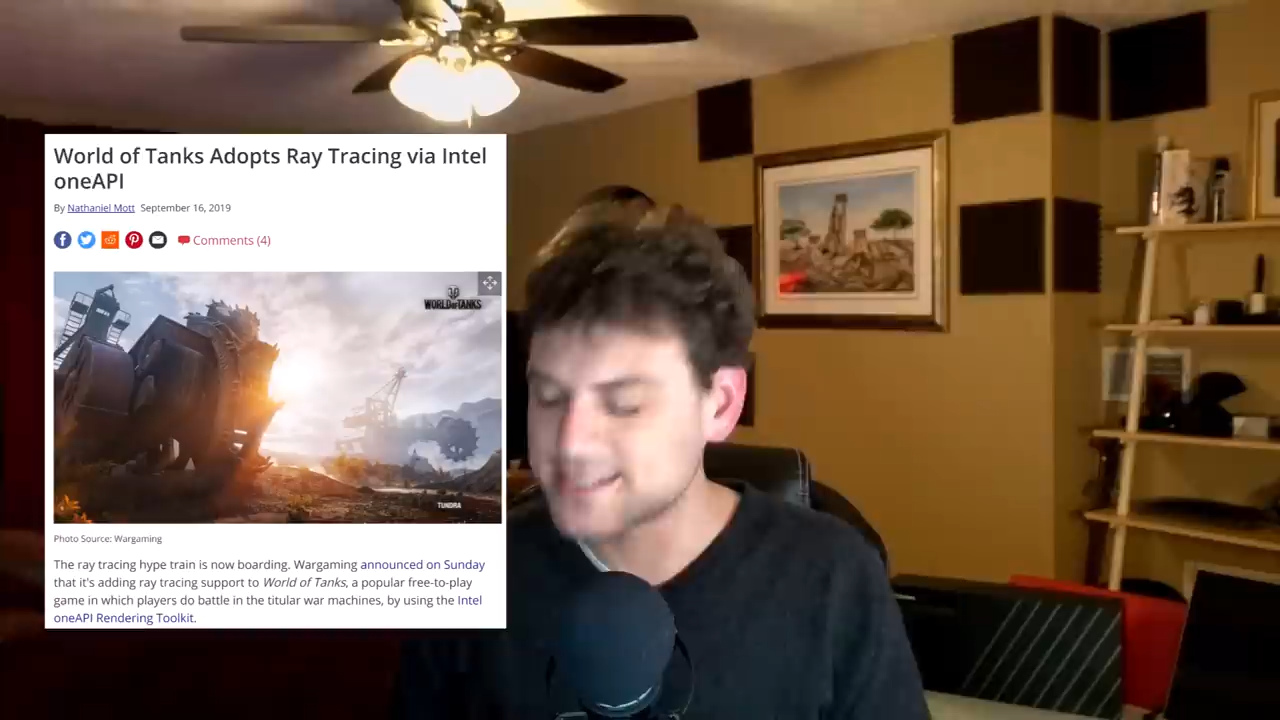 World of Tanks Adopts Ray Tracing via Intel
oneAPI
By Nathaniel Mott September 16, 2019
Comments (4)
WORLD OF TANKS
TUNDRA
Photo Source: Wargaming
The ray tracing hype train is now boarding. Wargaming announced on Sunday
that it's adding ray tracing support to World of Tanks, a popular free-to-play
game in which players do battle in the titular war machines, by using the Intel
oneAPI Rendering Toolkit.